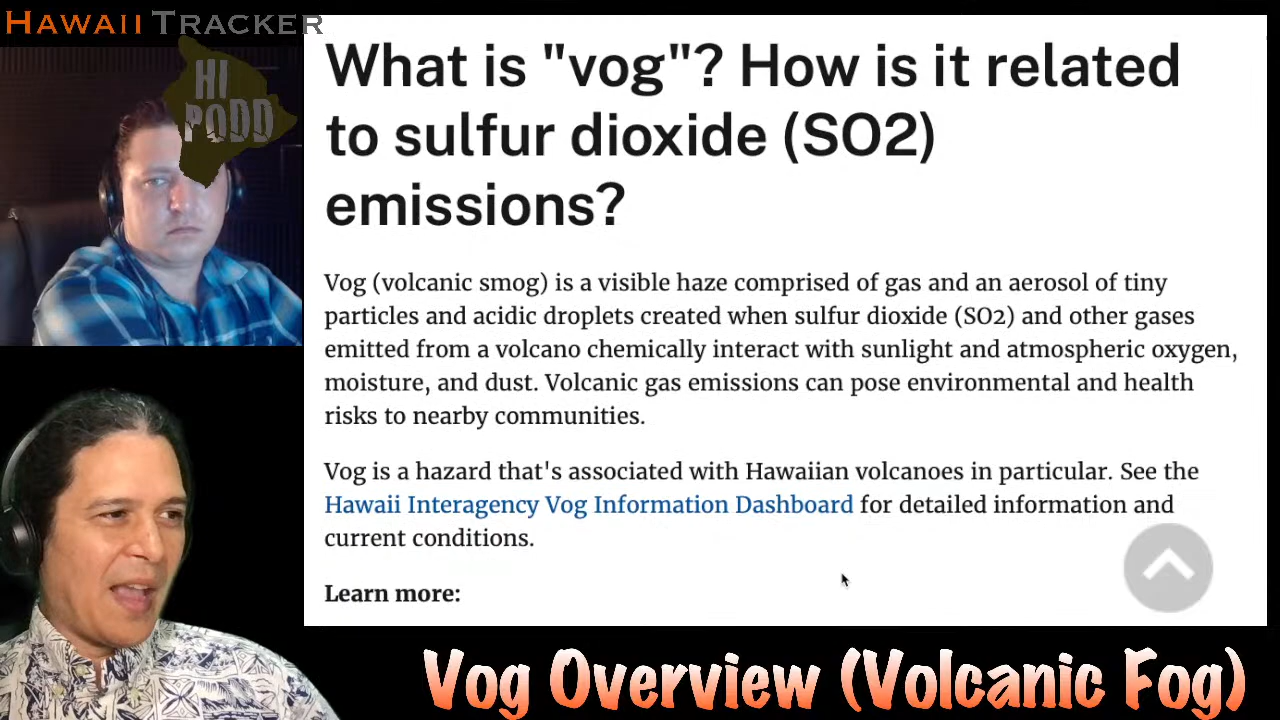 HAWAII TRACKER
HI
PODD
What is "vog"? How is it related
to sulfur dioxide (SO2)
emissions?
Vog (volcanic smog) is a visible haze comprised of gas and an aerosol of tiny
particles and acidic droplets created when sulfur dioxide (SO2) and other gases
emitted from a volcano chemically interact with sunlight and atmospheric oxygen,
moisture, and dust. Volcanic gas emissions can pose environmental and health
risks to nearby communities.
Vog is a hazard that's associated with Hawaiian volcanoes in particular. See the
Hawaii Interagency Vog Information Dashboard for detailed information and
current conditions.
Learn more:
Vog Overview (Volcanic Fog)